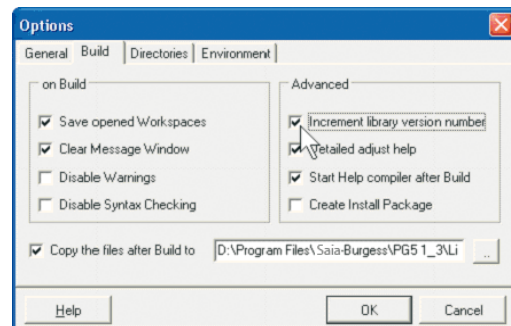 Options
General Build Directories Environment
on Build
Save opened Workspaces
Clear Message Window
Disable Warnings
Disable Syntax Checking
Advanced
Increment library version number
Detailed adjust help
Start Help compiler after Build
Create Install Package
Copy the files after Build to D:\Program Files\Saia-Burgess\PG5 1_3\Li ..
Help OK Cancel